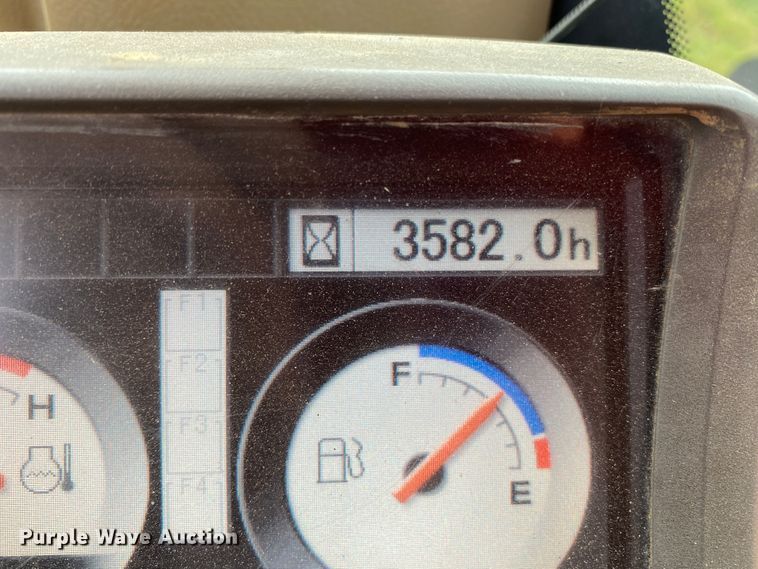 3582.0h
F1
F2
F3
F4
H
F
E
Purple Wave Auction